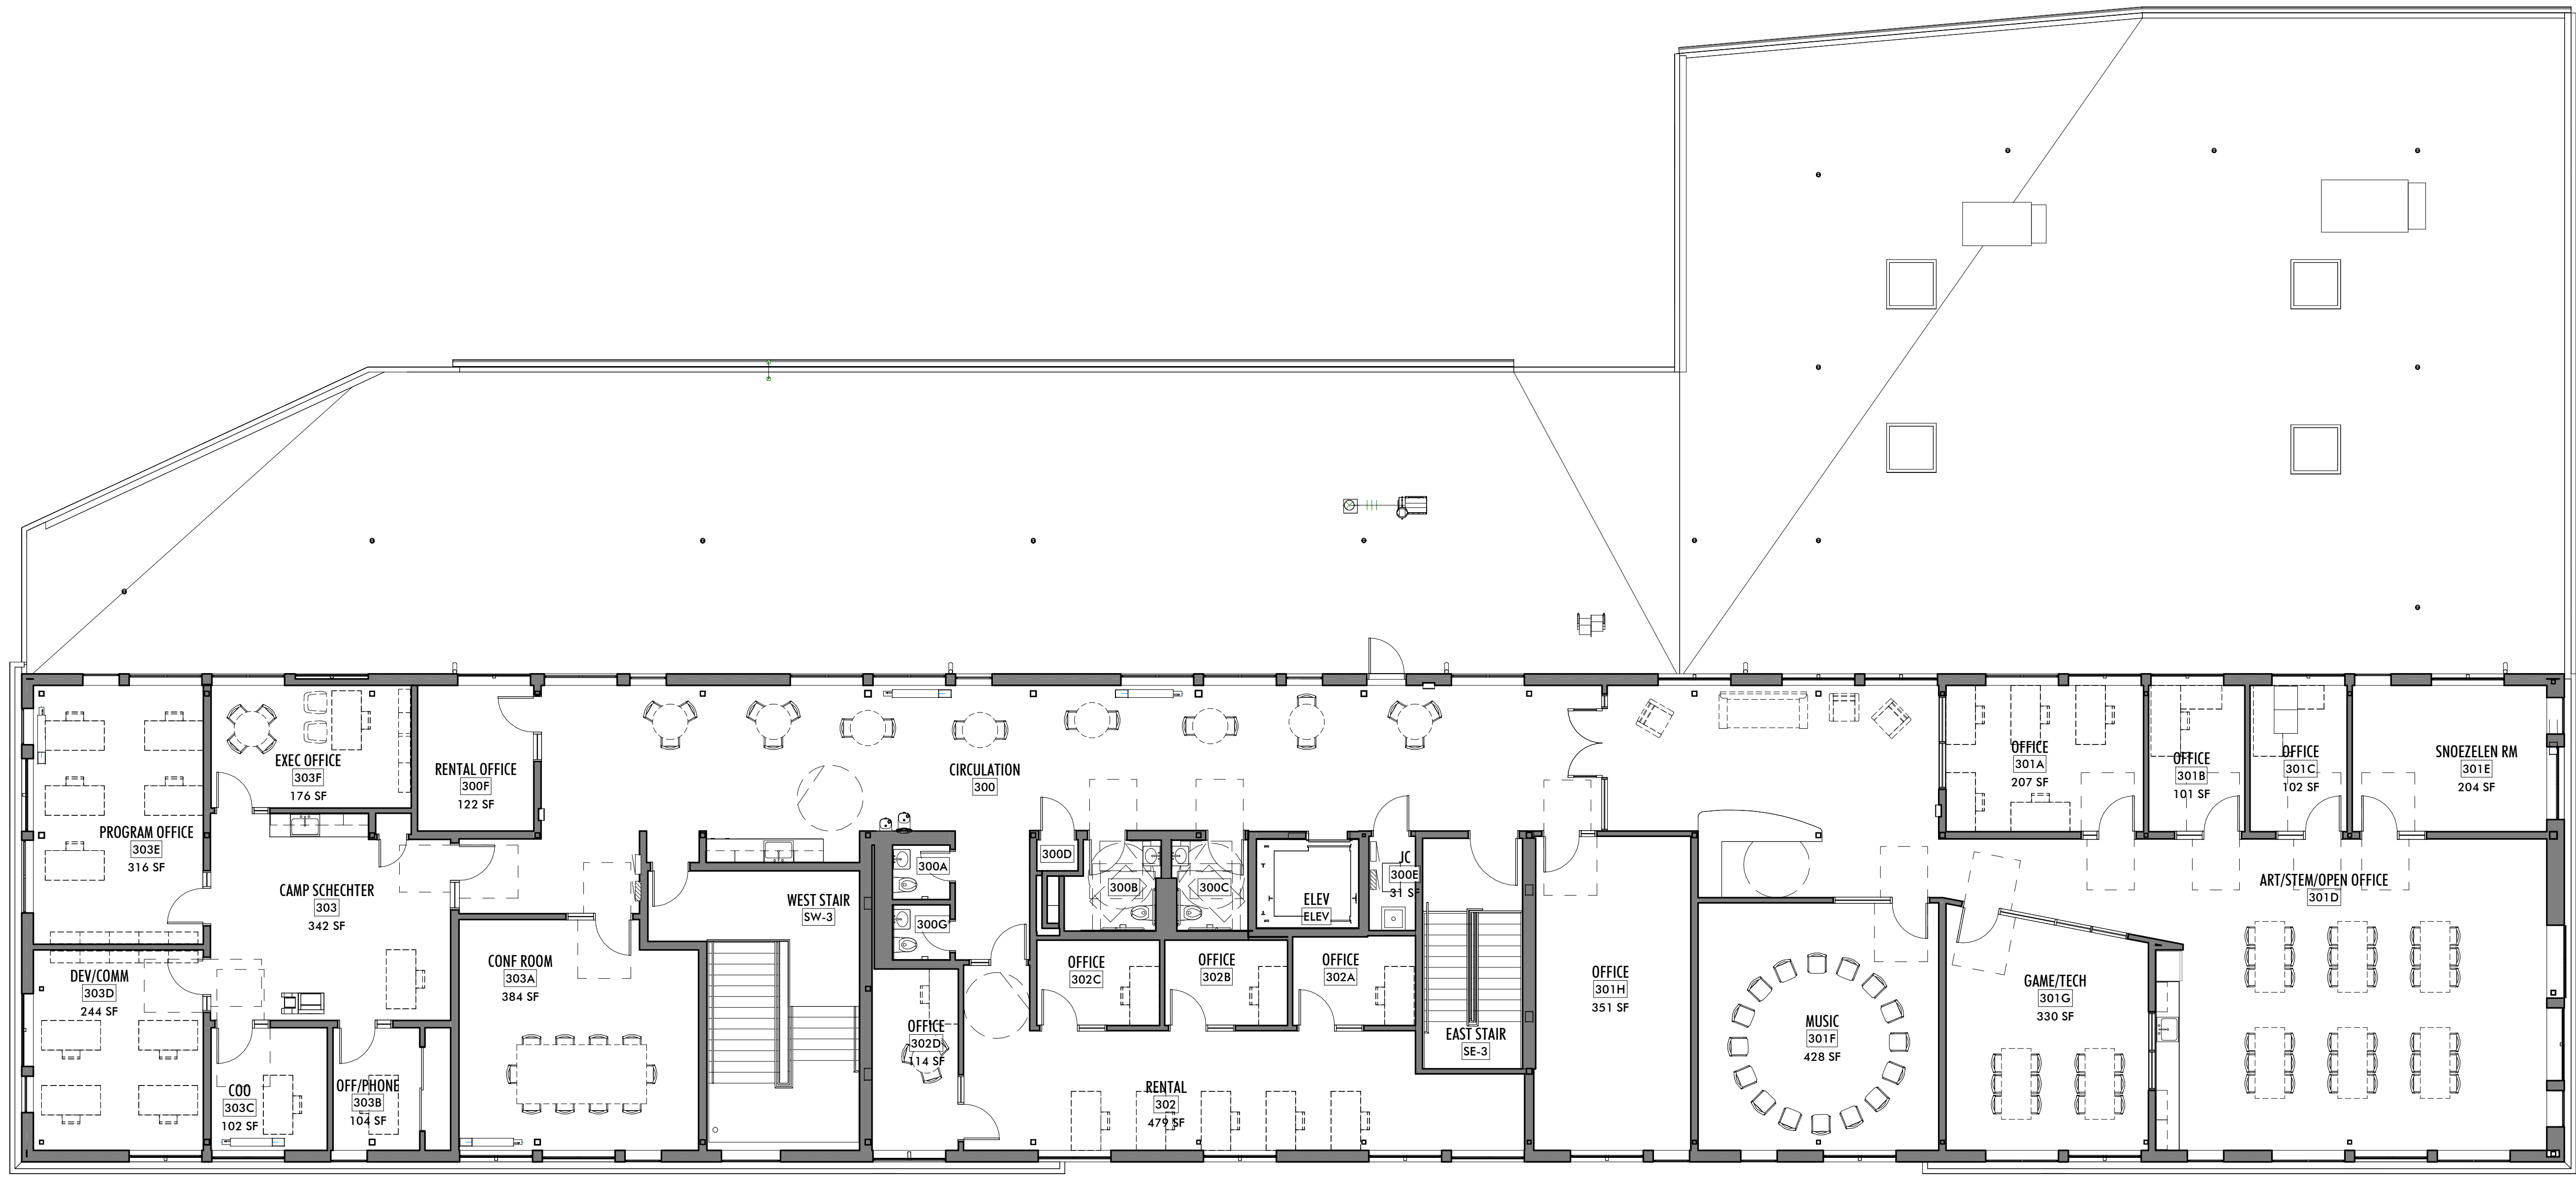 EXEC OFFICE
303F
176 SF
RENTAL OFFICE
300F
122 SF
CIRCULATION
300
OFFICE
301A
207 SF
OFFICE
301B
101 SF
OFFICE
301C
102 SF
SNOEZELEN RM
301E
204 SF
PROGRAM OFFICE
303E
316 SF
CAMP SCHECHTER
303
342 SF
WEST STAIR
SW-3
300A
300G
300D
300B
300C
ELEV
ELEV
JC
300E
31 SF
ART/STEM/OPEN OFFICE
301D
DEV/COMM
303D
244 SF
CONF ROOM
303A
384 SF
OFFICE
302C
OFFICE
302B
OFFICE
302A
OFFICE
301H
351 SF
GAME/TECH
301G
330 SF
OFFICE
302D
114 SF
EAST STAIR
SE-3
MUSIC
301F
428 SF
COO
303C
102 SF
OFF/PHONE
303B
104 SF
RENTAL
302
479 SF